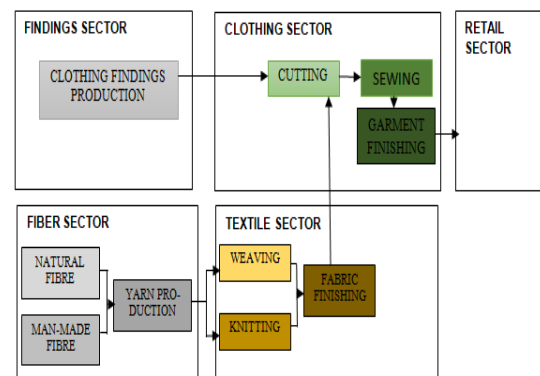 FINDINGS SECTOR
CLOTHING FINDINGS
PRODUCTION
CLOTHING SECTOR
CUTTING
SEWING
GARMENT
FINISHING
RETAIL
SECTOR
FIBER SECTOR
NATURAL
FIBRE
MAN-MADE
FIBRE
YARN PRO-
DUCTION
TEXTILE SECTOR
WEAVING
KNITTING
FABRIC
FINISHING